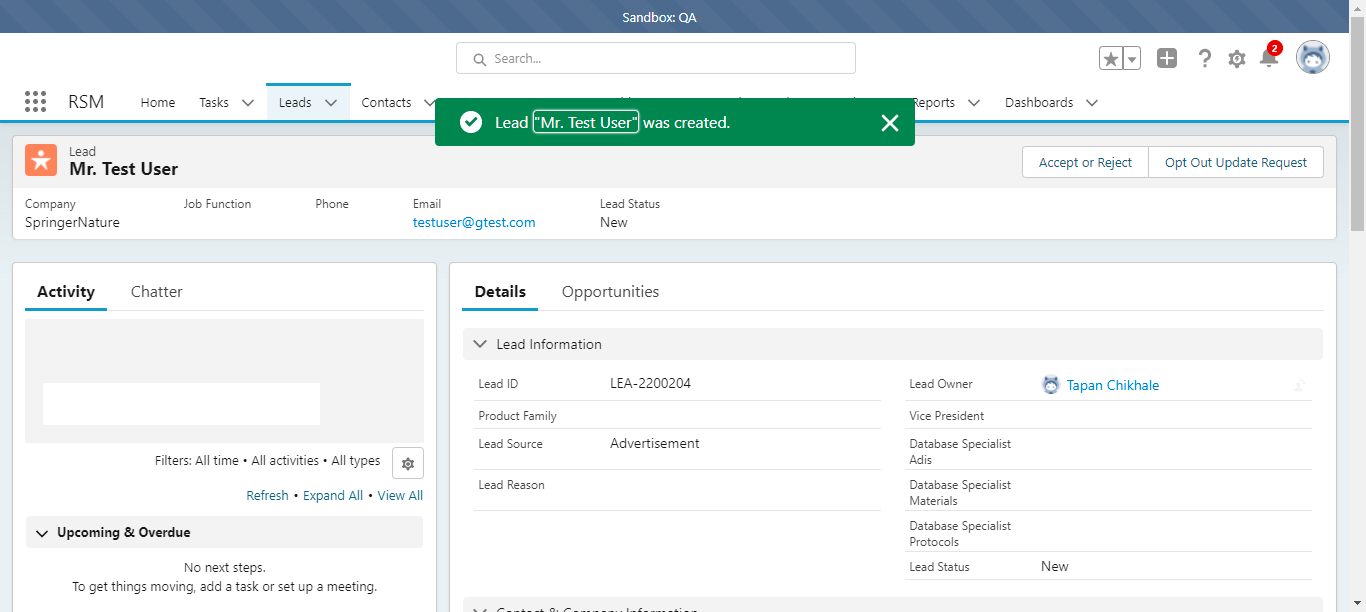 Sandbox: QA
Search...
2
RSM
Home
Tasks
Leads
Contacts
Reports
Dashboards
Lead "Mr. Test User" was created.
Lead
Mr. Test User
Accept or Reject
Opt Out Update Request
Company
Job Function
Phone
Email
Lead Status
SpringerNature
testuser@gtest.com
New
Activity
Chatter
Filters: All time • All activities • All types
Refresh • Expand All • View All
Upcoming & Overdue
No next steps.
To get things moving, add a task or set up a meeting.
Details
Opportunities
Lead Information
Lead ID
LEA-2200204
Lead Owner
Tapan Chikhale
Product Family
Vice President
Lead Source
Advertisement
Database Specialist
Adis
Lead Reason
Database Specialist
Materials
Database Specialist
Protocols
Lead Status
New
Contact & Company Information